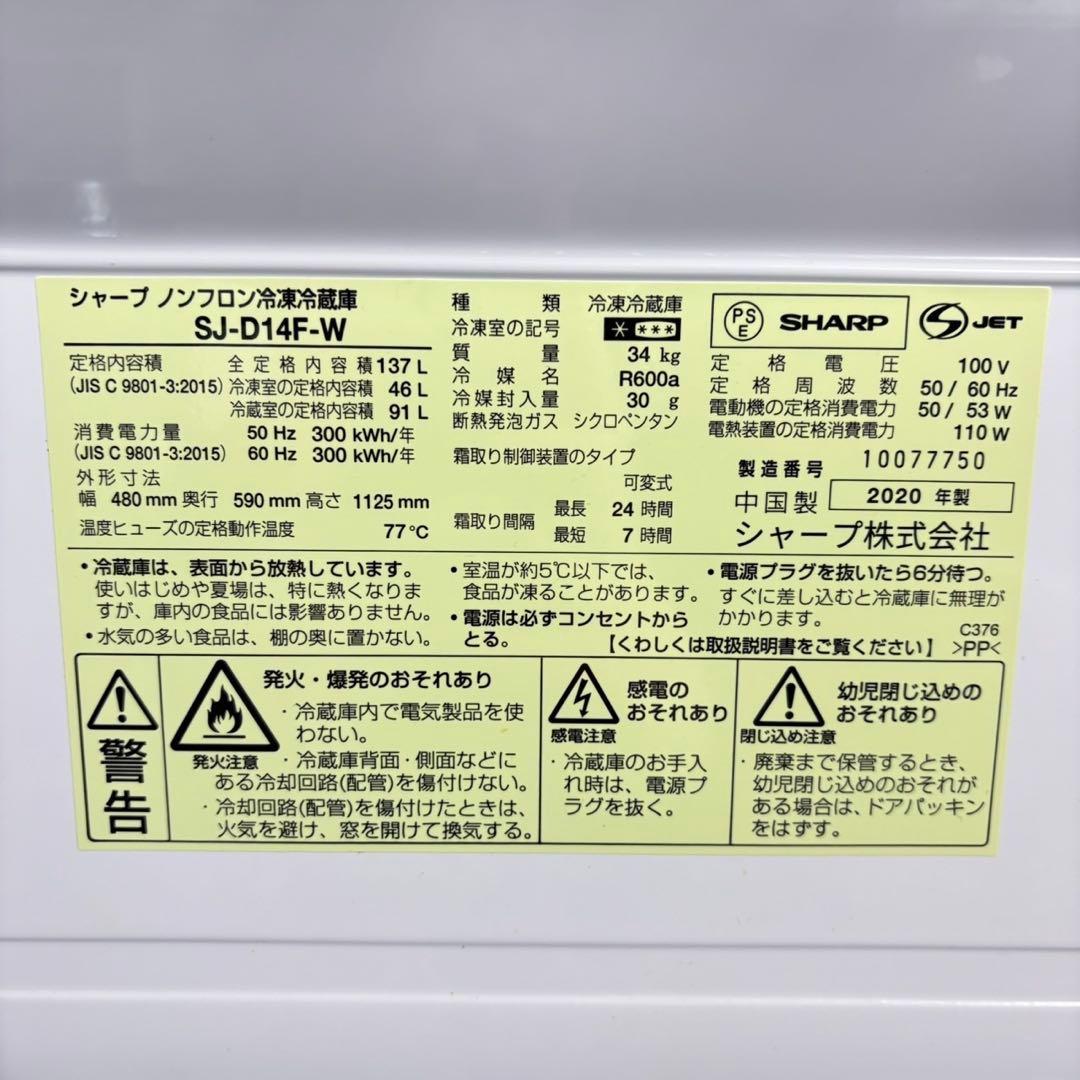 シャープ ノンフロン冷凍冷蔵庫
SJ-D14F-W
定格内容積 全定格内容積 137 L
(JIS C 9801-3:2015) 冷凍室の定格内容積 46 L
冷蔵室の定格内容積 91 L
消費電力量 50 Hz 300 kWh/年
(JIS C 9801-3:2015) 60 Hz 300 kWh/年
外形寸法
幅 480 mm 奥行 590 mm 高さ 1125 mm
温度ヒューズの定格動作温度 77℃
種類 冷凍冷蔵庫
冷凍室の記号 * ***
質量 34 kg
冷媒名 R600a
冷媒封入量 30 g
断熱発泡ガス シクロペンタン
霜取り制御装置のタイプ
可変式
霜取り間隔 最長 24 時間
最短 7 時間
PS
E
SHARP
S JET
定格電圧 100 V
定格周波数 50 / 60 Hz
電動機の定格消費電力 50 / 53 W
電熱装置の定格消費電力 110 W
製造番号 10077750
中国製 2020 年製
シャープ株式会社
・冷蔵庫は、表面から放熱しています。
使いはじめや夏場は、特に熱くなりま
すが、庫内の食品には影響ありません。
・水気の多い食品は、棚の奥に置かない。
・室温が約5℃以下では、
食品が凍ることがあります。
・電源は必ずコンセントから
とる。
・電源プラグを抜いたら6分待つ。
すぐに差し込むと冷蔵庫に無理が
かかります。
C376
【くわしくは取扱説明書をご覧ください】 >PP<
警告
発火・爆発のおそれあり
発火注意
・冷蔵庫内で電気製品を使
わない。
・冷蔵庫背面・側面などに
ある冷却回路(配管)を傷付けない。
・冷却回路(配管)を傷付けたときは、
火気を避け、窓を開けて換気する。
感電の
おそれあり
感電注意
・冷蔵庫のお手入
れ時は、電源プ
ラグを抜く。
幼児閉じ込めの
おそれあり
閉じ込め注意
・廃棄まで保管するとき、
幼児閉じ込めのおそれが
ある場合は、ドアパッキン
をはずす。